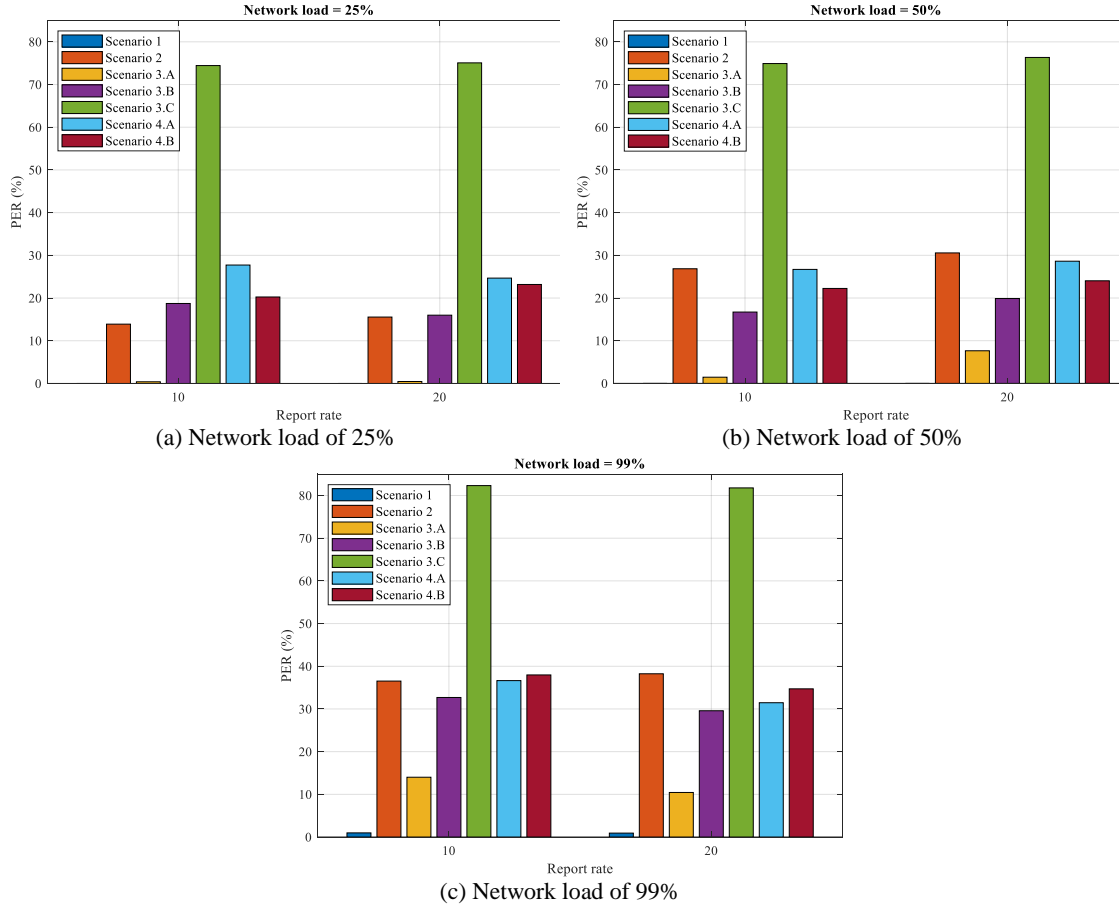 Network load = 25%
80
70
60
50
40
30
20
10
0
PER (%)
Scenario 1
Scenario 2
Scenario 3.A
Scenario 3.B
Scenario 3.C
Scenario 4.A
Scenario 4.B
10
20
Report rate
(a) Network load of 25%
Network load = 50%
80
70
60
50
40
30
20
10
0
PER (%)
Scenario 1
Scenario 2
Scenario 3.A
Scenario 3.B
Scenario 3.C
Scenario 4.A
Scenario 4.B
10
20
Report rate
(b) Network load of 50%
Network load = 99%
80
70
60
50
40
30
20
10
0
PER (%)
Scenario 1
Scenario 2
Scenario 3.A
Scenario 3.B
Scenario 3.C
Scenario 4.A
Scenario 4.B
10
20
Report rate
(c) Network load of 99%